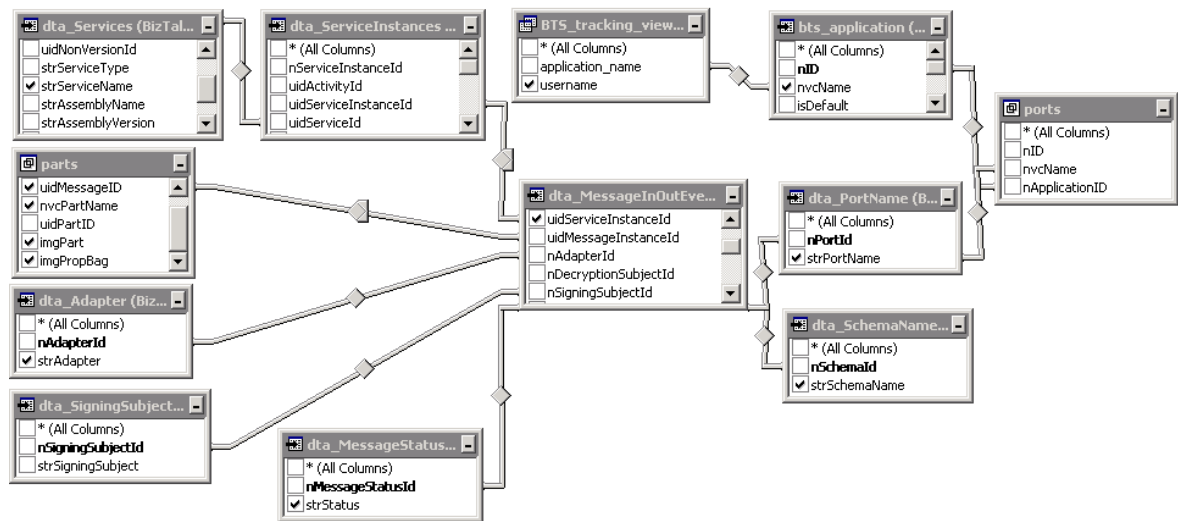 dta_Services (BizTal...
uidNonVersionId
strServiceType
strServiceName
strAssemblyName
strAssemblyVersion
dta_ServiceInstances ...
* (All Columns)
nServiceInstanceId
uidActivityId
uidServiceInstanceId
uidServiceId
BTS_tracking_view...
* (All Columns)
application_name
username
bts_application (...
* (All Columns)
nID
nvcName
isDefault
ports
* (All Columns)
nID
nvcName
nApplicationID
parts
uidMessageID
nvcPartName
uidPartID
imgPart
imgPropBag
dta_MessageInOutEve...
uidServiceInstanceId
uidMessageInstanceId
nAdapterId
nDecryptionSubjectId
nSigningSubjectId
dta_PortName (B...
* (All Columns)
nPortId
strPortName
dta_Adapter (Biz...
* (All Columns)
nAdapterId
strAdapter
dta_SchemaName...
* (All Columns)
nSchemaId
strSchemaName
dta_SigningSubject...
* (All Columns)
nSigningSubjectId
strSigningSubject
dta_MessageStatus...
* (All Columns)
nMessageStatusId
strStatus